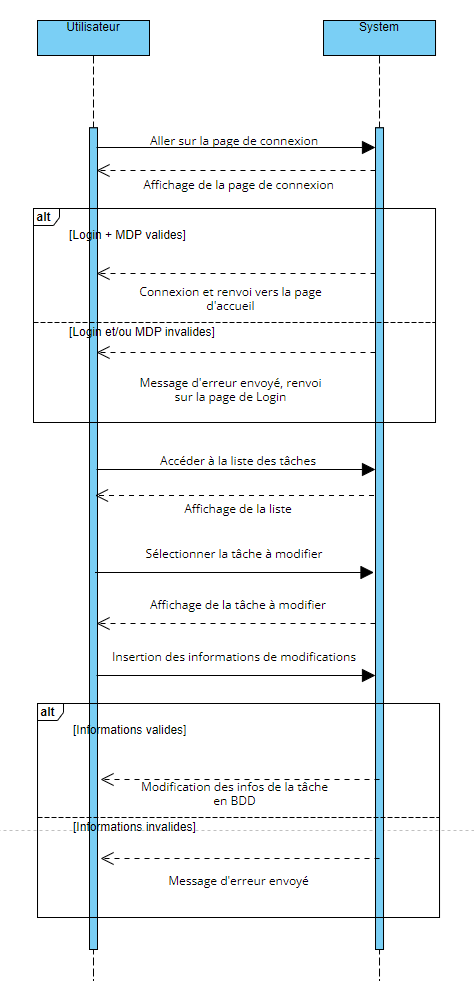 Utilisateur
System
Aller sur la page de connexion
Affichage de la page de connexion
alt
[Login + MDP valides]
Connexion et renvoi vers la page
d'accueil
[Login et/ou MDP invalides]
Message d'erreur envoyé, renvoi
sur la page de Login
Accéder à la liste des tâches
Affichage de la liste
Sélectionner la tâche à modifier
Affichage de la tâche à modifier
Insertion des informations de modifications
alt
[Informations valides]
Modification des infos de la tâche
en BDD
[Informations invalides]
Message d'erreur envoyé